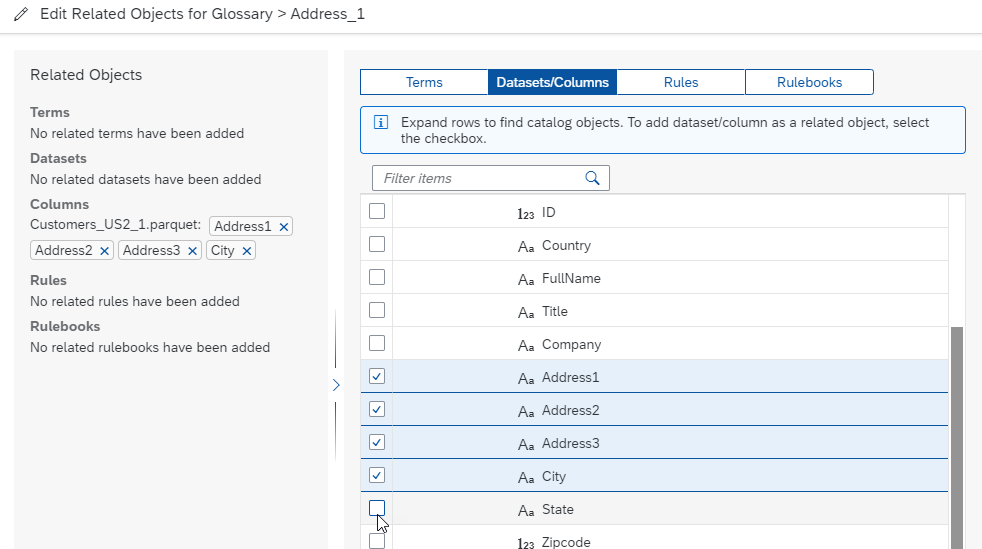 Edit Related Objects for Glossary > Address_1
Related Objects
Terms
No related terms have been added
Datasets
No related datasets have been added
Columns
Customers_US2_1.parquet: Address1 ×
Address2 × Address3 × City ×
Rules
No related rules have been added
Rulebooks
No related rulebooks have been added
Terms Datasets/Columns Rules Rulebooks
Expand rows to find catalog objects. To add dataset/column as a related object, select
the checkbox.
Filter items
123 ID
Aa Country
Aa FullName
Aa Title
Aa Company
Aa Address1
Aa Address2
Aa Address3
Aa City
Aa State
123 Zipcode